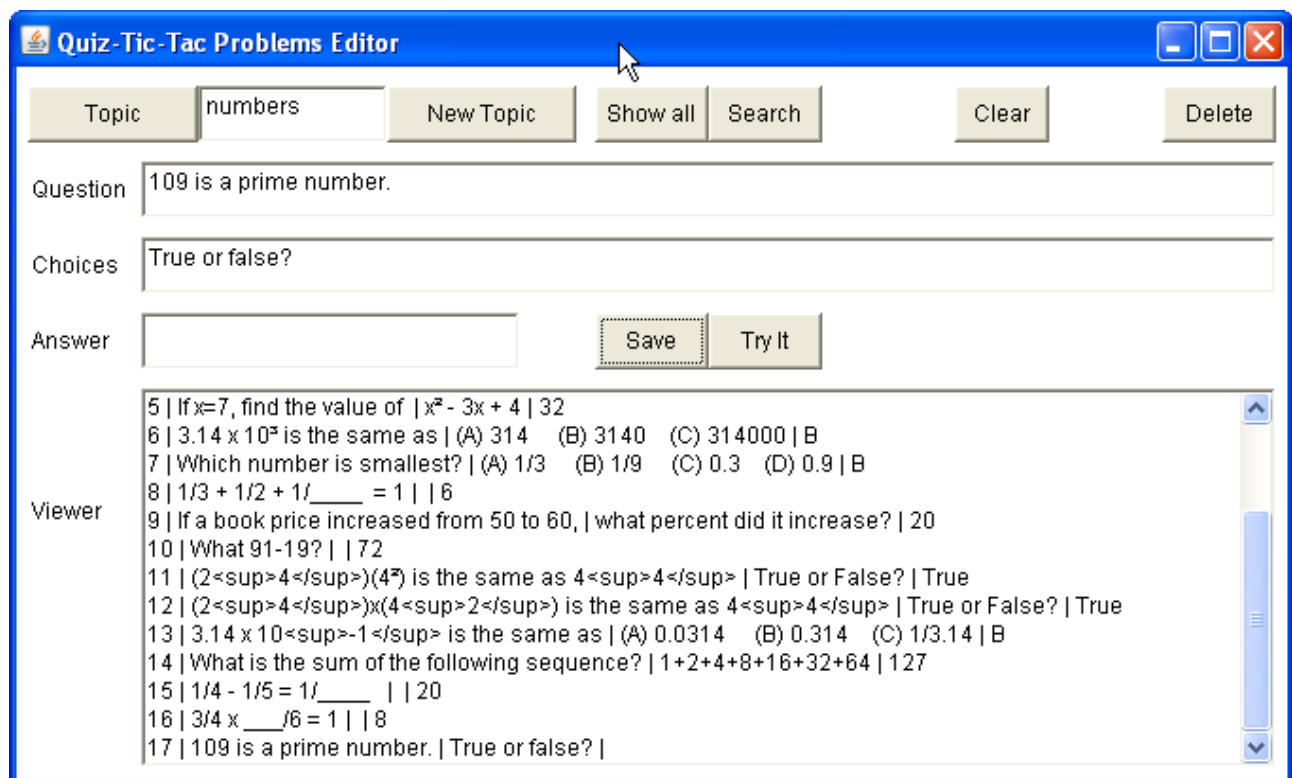 Quiz-Tic-Tac Problems Editor
Topic numbers New Topic Show all Search Clear Delete
Question 109 is a prime number.
Choices True or false?
Answer Save Try It
Viewer
5 | If x=7, find the value of | x² - 3x + 4 | 32
6 | 3.14 x 10³ is the same as | (A) 314 (B) 3140 (C) 314000 | B
7 | Which number is smallest? | (A) 1/3 (B) 1/9 (C) 0.3 (D) 0.9 | B
8 | 1/3 + 1/2 + 1/____ = 1 | | 6
9 | If a book price increased from 50 to 60, | what percent did it increase? | 20
10 | What 91-19? | | 72
11 | (2<sup>4</sup>)(4²) is the same as 4<sup>4</sup> | True or False? | True
12 | (2<sup>4</sup>)x(4<sup>2</sup>) is the same as 4<sup>4</sup> | True or False? | True
13 | 3.14 x 10<sup>-1</sup> is the same as | (A) 0.0314 (B) 0.314 (C) 1/3.14 | B
14 | What is the sum of the following sequence? | 1+2+4+8+16+32+64 | 127
15 | 1/4 - 1/5 = 1/____ | | 20
16 | 3/4 x ___/6 = 1 | | 8
17 | 109 is a prime number. | True or false? |